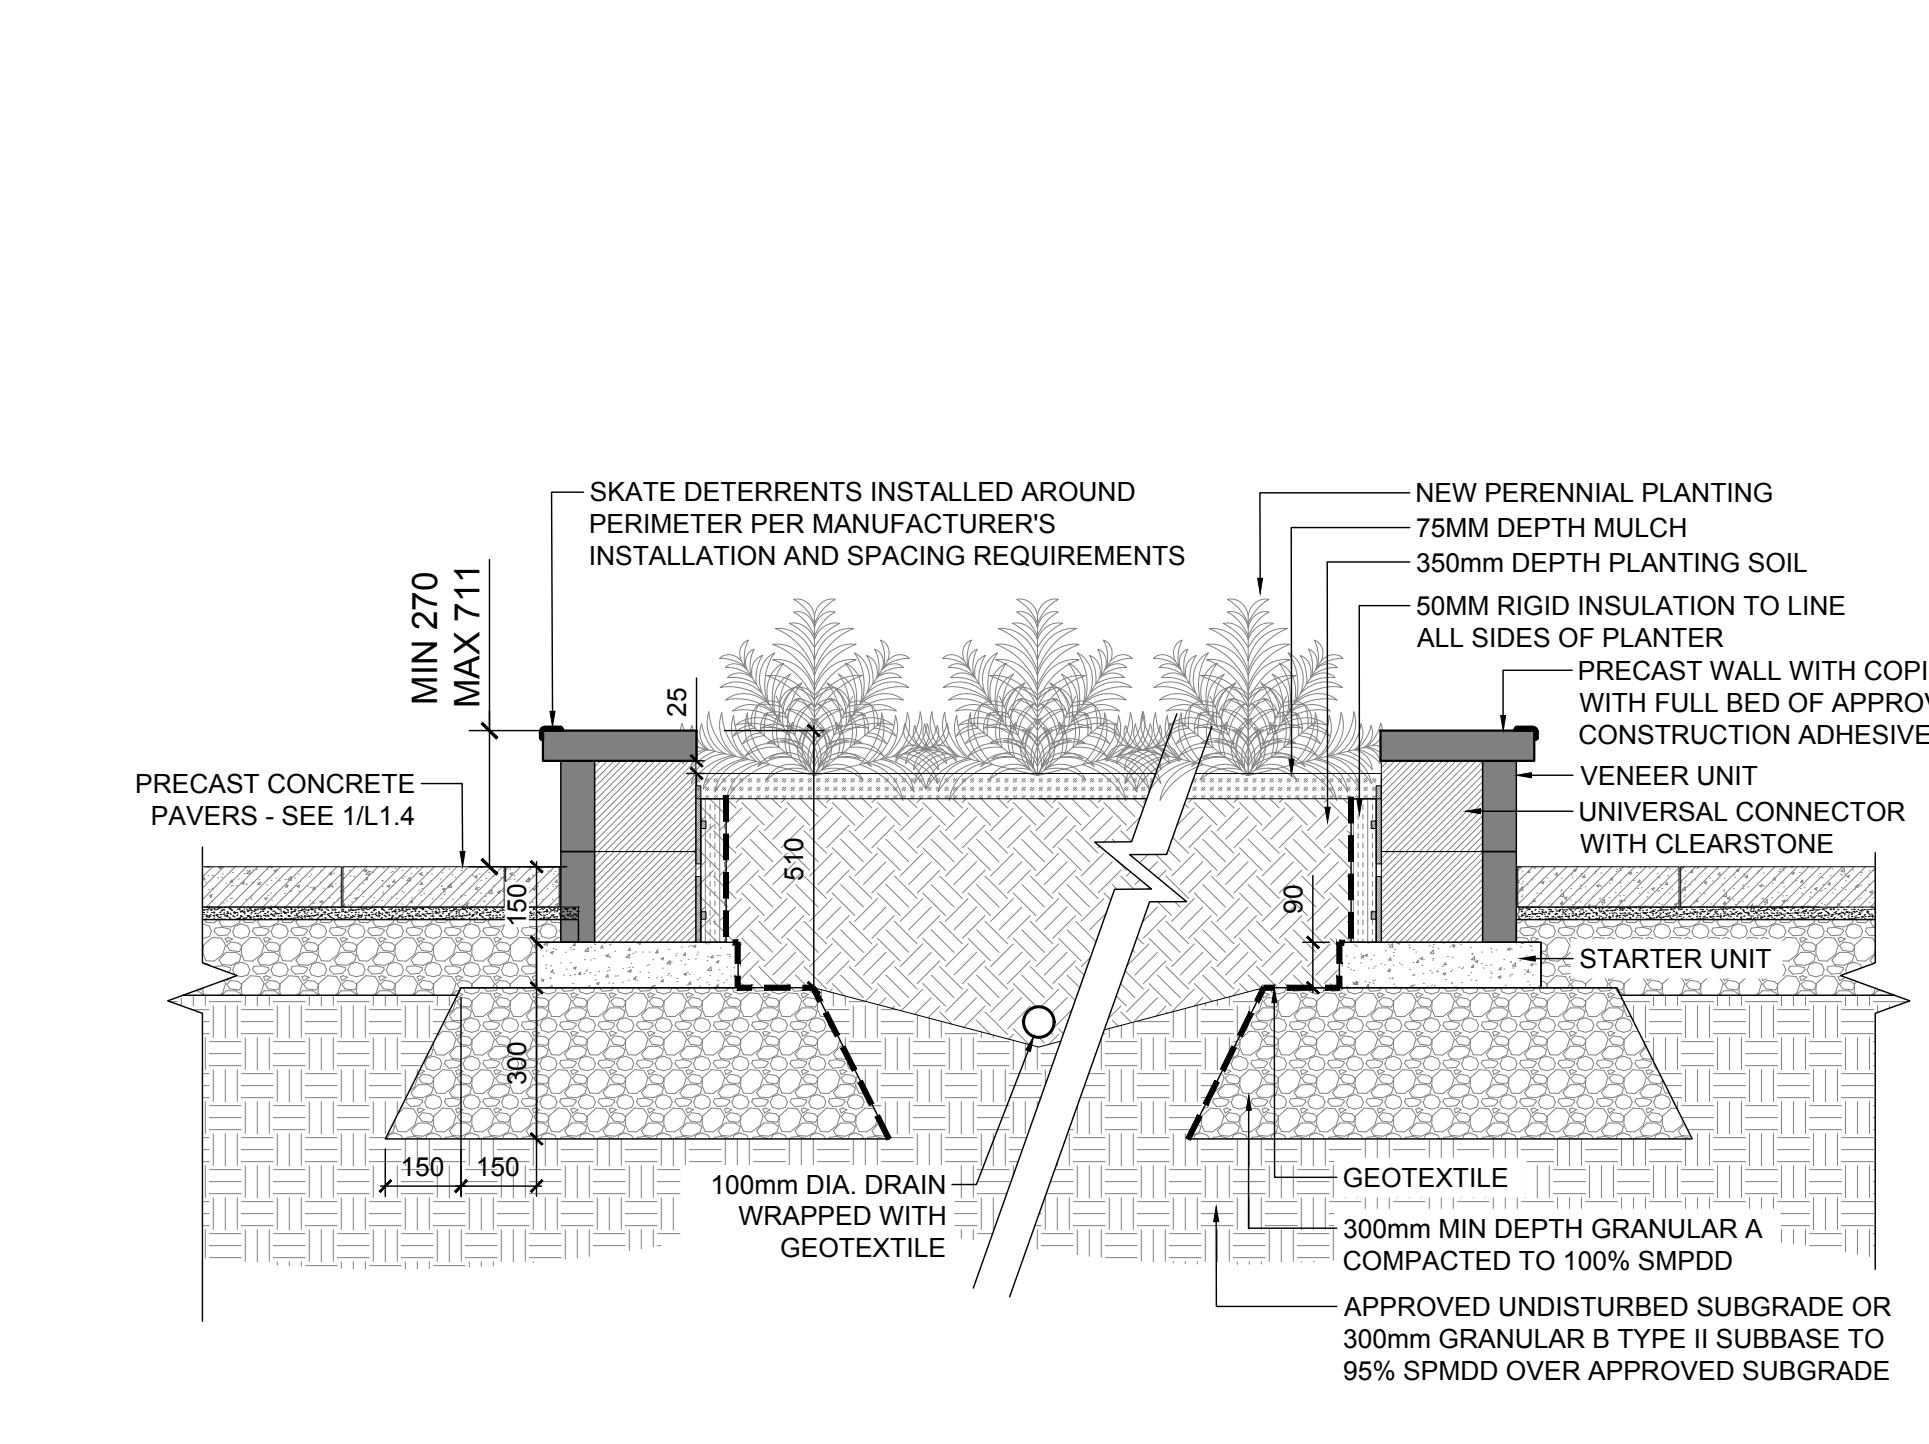 SKATE DETERRENTS INSTALLED AROUND
PERIMETER PER MANUFACTURER'S
INSTALLATION AND SPACING REQUIREMENTS
NEW PERENNIAL PLANTING
75MM DEPTH MULCH
350mm DEPTH PLANTING SOIL
50MM RIGID INSULATION TO LINE
ALL SIDES OF PLANTER
PRECAST WALL WITH COPI
WITH FULL BED OF APPROV
CONSTRUCTION ADHESIVE
VENEER UNIT
UNIVERSAL CONNECTOR
WITH CLEARSTONE
STARTER UNIT
MIN 270
MAX 711
25
PRECAST CONCRETE
PAVERS - SEE 1/L1.4
510
150
90
300
150
150
100mm DIA. DRAIN
WRAPPED WITH
GEOTEXTILE
GEOTEXTILE
300mm MIN DEPTH GRANULAR A
COMPACTED TO 100% SMPDD
APPROVED UNDISTURBED SUBGRADE OR
300mm GRANULAR B TYPE II SUBBASE TO
95% SPMDD OVER APPROVED SUBGRADE